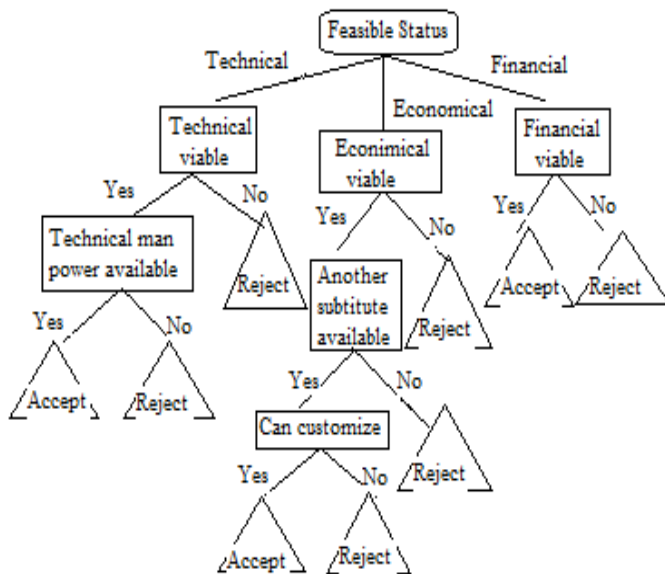 Feasible Status
Technical
Financial
Economical
Technical
viable
Econimical
viable
Financial
viable
Yes
No
Yes
No
Yes
No
Technical man
power available
Reject
Another
subtitute
available
Reject
Accept
Reject
Yes
No
Yes
No
Accept
Reject
Can customize
Reject
Yes
No
Accept
Reject